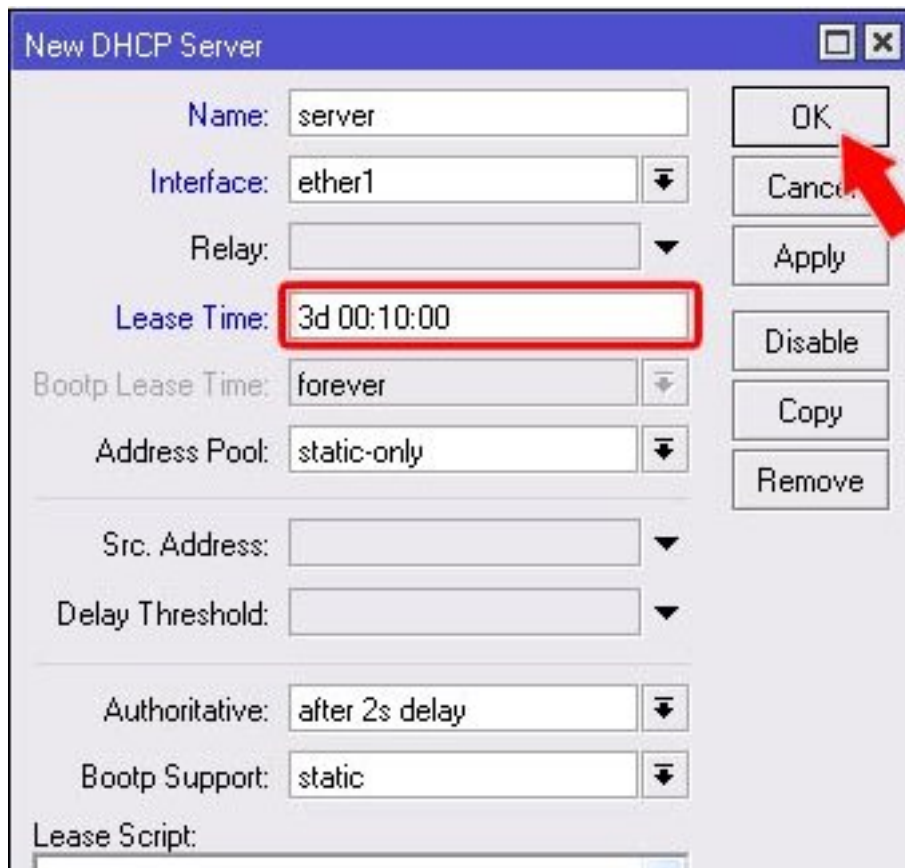 New DHCP Server
Name: server
OK
Interface: ether1
Cancel
Relay:
Apply
Lease Time: 3d 00:10:00
Disable
Bootp Lease Time: forever
Copy
Address Pool: static-only
Remove
Src. Address:
Delay Threshold:
Authoritative: after 2s delay
Bootp Support: static
Lease Script: